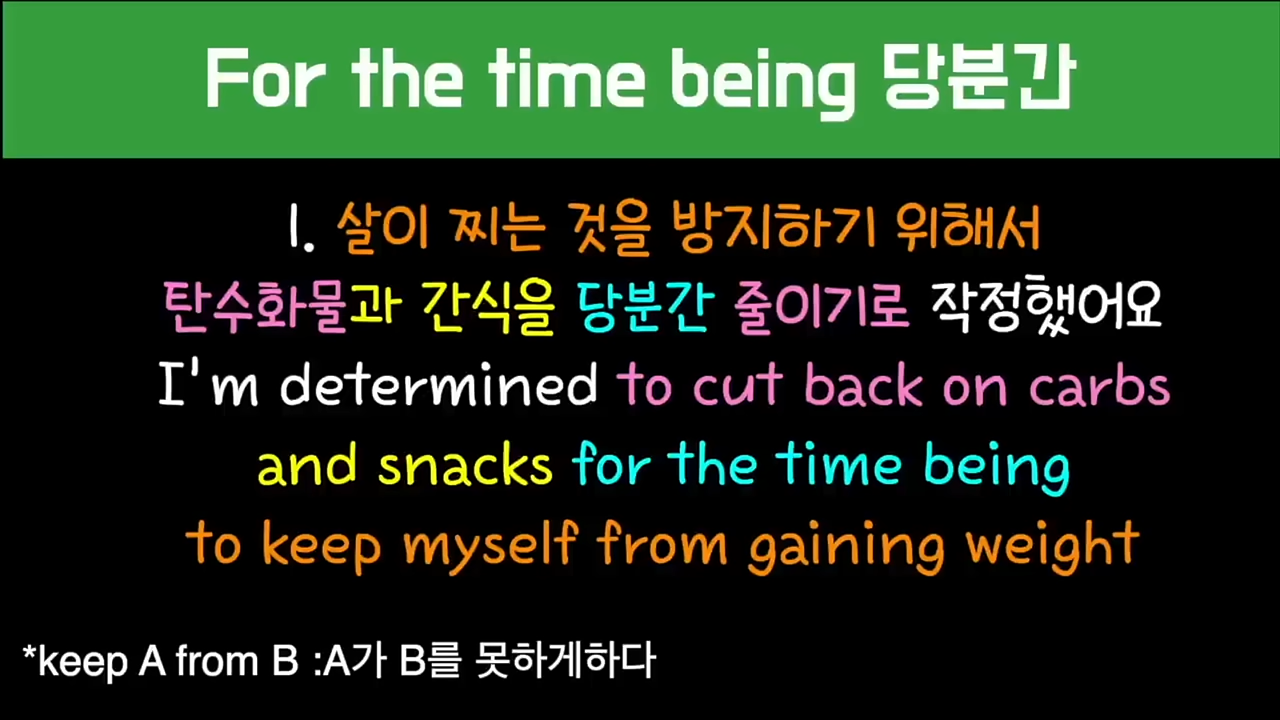 For the time being 당분간
1. 살이 찌는 것을 방지하기 위해서
탄수화물과 간식을 당분간 줄이기로 작정했어요
I'm determined to cut back on carbs
and snacks for the time being
to keep myself from gaining weight
*keep A from B :A가 B를 못하게하다